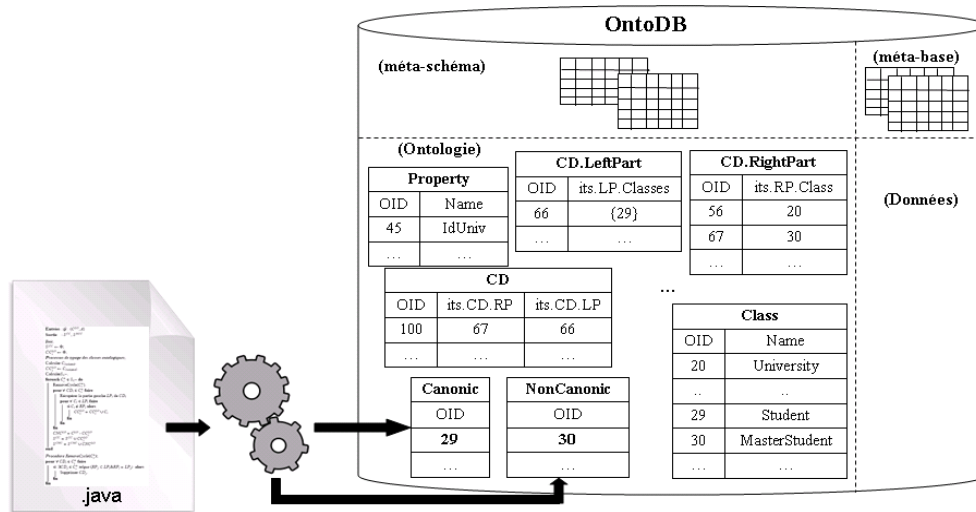 OntoDB
(méta-schéma)
(méta-base)
(Ontologie)
(Données)
Property
OID Name
45 IdUniv
... ...
CD.LeftPart
OID its.LP.Classes
66 {29}
... ...
CD.RightPart
OID its.RP.Class
56 20
67 30
... ...
CD
OID its.CD.RP its.CD.LP
100 67 66
... ... ...
...
Class
OID Name
20 University
.. ..
29 Student
30 MasterStudent
... ...
Canonic
OID
29
...
NonCanonic
OID
30
...
.java